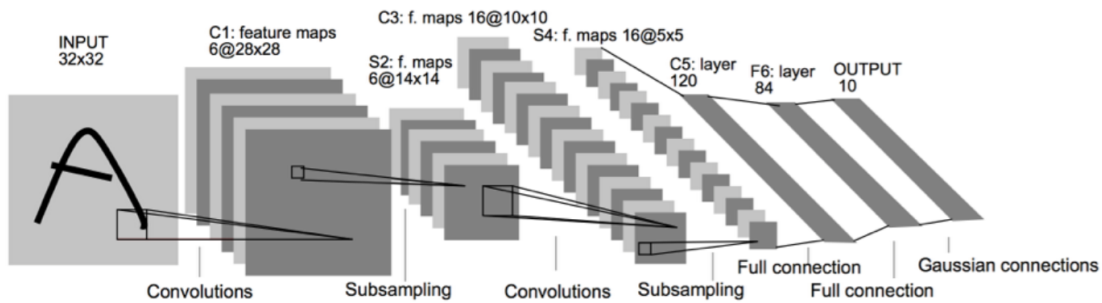 INPUT
32x32
C1: feature maps
6@28x28
S2: f. maps
6@14x14
C3: f. maps 16@10x10
S4: f. maps 16@5x5
C5: layer
120
F6: layer
84
OUTPUT
10
Convolutions
Subsampling
Convolutions
Subsampling
Full connection
Full connection
Gaussian connections